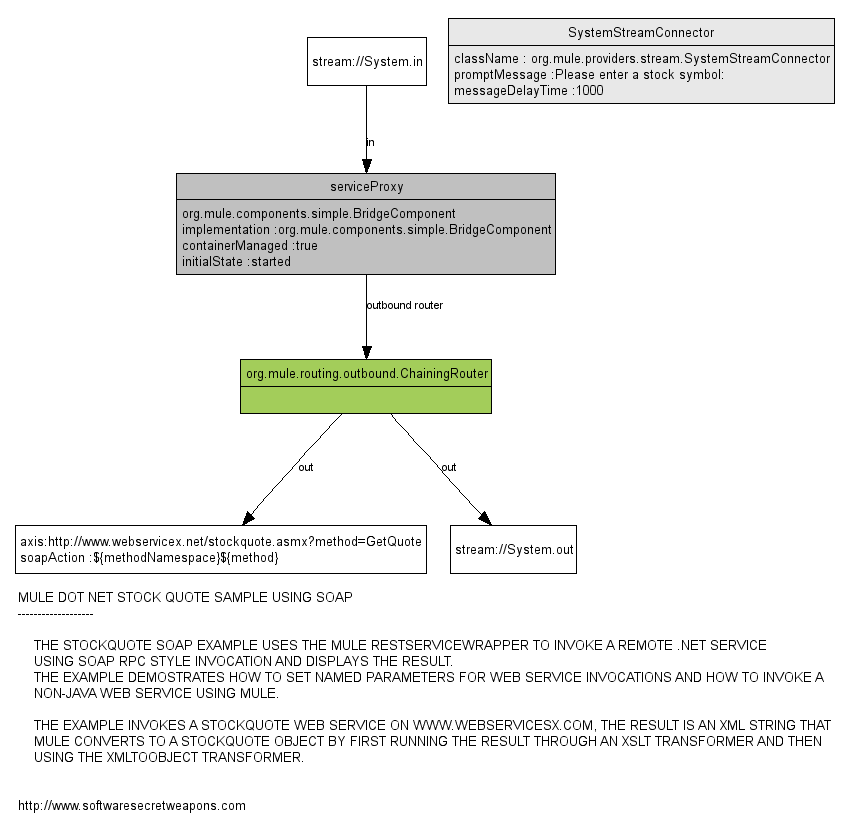 SystemStreamConnector
className : org.mule.providers.stream.SystemStreamConnector
promptMessage :Please enter a stock symbol:
messageDelayTime :1000
stream://System.in
in
serviceProxy
org.mule.components.simple.BridgeComponent
implementation :org.mule.components.simple.BridgeComponent
containerManaged :true
initialState :started
outbound router
org.mule.routing.outbound.ChainingRouter
out
out
axis:http://www.webservicex.net/stockquote.asmx?method=GetQuote
soapAction :${methodNamespace}${method}
stream://System.out
MULE DOT NET STOCK QUOTE SAMPLE USING SOAP
-------------------
THE STOCKQUOTE SOAP EXAMPLE USES THE MULE RESTSERVICEWRAPPER TO INVOKE A REMOTE .NET SERVICE
USING SOAP RPC STYLE INVOCATION AND DISPLAYS THE RESULT.
THE EXAMPLE DEMOSTRATES HOW TO SET NAMED PARAMETERS FOR WEB SERVICE INVOCATIONS AND HOW TO INVOKE A
NON-JAVA WEB SERVICE USING MULE.
THE EXAMPLE INVOKES A STOCKQUOTE WEB SERVICE ON WWW.WEBSERVICESX.COM, THE RESULT IS AN XML STRING THAT
MULE CONVERTS TO A STOCKQUOTE OBJECT BY FIRST RUNNING THE RESULT THROUGH AN XSLT TRANSFORMER AND THEN
USING THE XMLTOOBJECT TRANSFORMER.
http://www.softwaresecretweapons.com